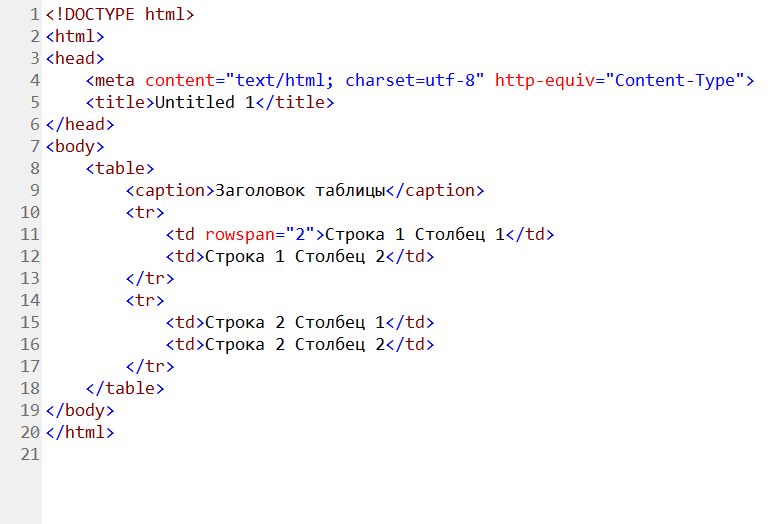 1 <!DOCTYPE html>
2 <html>
3 <head>
4     <meta content="text/html; charset=utf-8" http-equiv="Content-Type">
5     <title>Untitled 1</title>
6 </head>
7 <body>
8     <table>
9         <caption>Заголовок таблицы</caption>
10         <tr>
11             <td rowspan="2">Строка 1 Столбец 1</td>
12             <td>Строка 1 Столбец 2</td>
13         </tr>
14         <tr>
15             <td>Строка 2 Столбец 1</td>
16             <td>Строка 2 Столбец 2</td>
17         </tr>
18     </table>
19 </body>
20 </html>
21